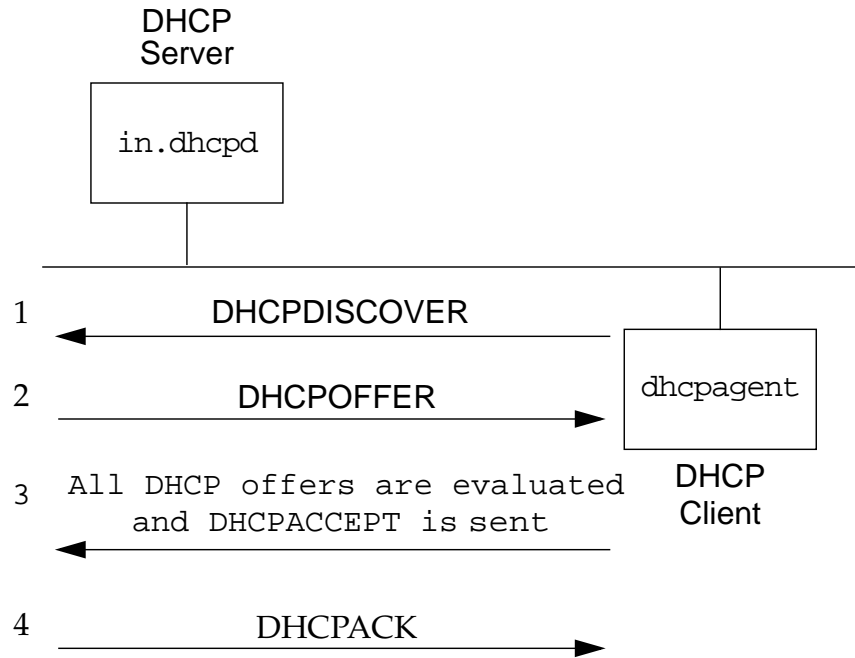 DHCP
Server
in.dhcpd
1 DHCPDISCOVER
2 DHCPOFFER
dhcpagent
DHCP
Client
3 All DHCP offers are evaluated
and DHCPACCEPT is sent
4 DHCPACK